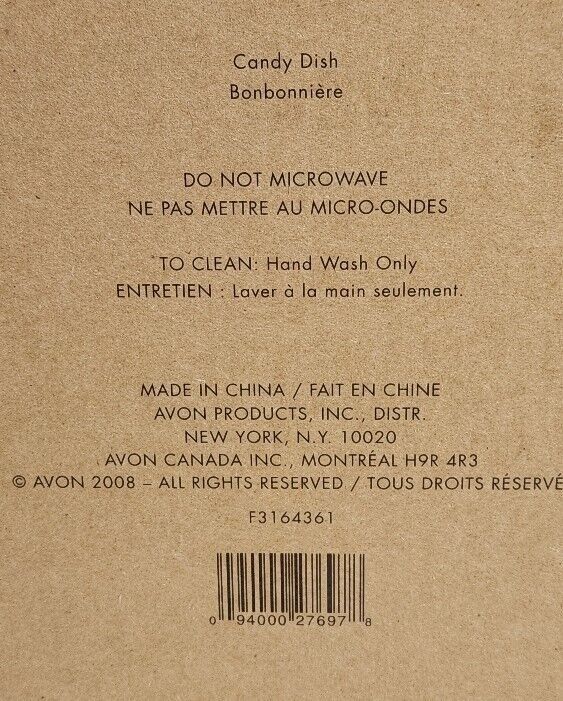 Candy Dish
Bonbonnière
DO NOT MICROWAVE
NE PAS METTRE AU MICRO-ONDES
TO CLEAN: Hand Wash Only
ENTRETIEN : Laver à la main seulement.
MADE IN CHINA / FAIT EN CHINE
AVON PRODUCTS, INC., DISTR.
NEW YORK, N.Y. 10020
AVON CANADA INC., MONTRÉAL H9R 4R3
© AVON 2008 – ALL RIGHTS RESERVED / TOUS DROITS RÉSERVÉ
F3164361
0 94000 27697 8